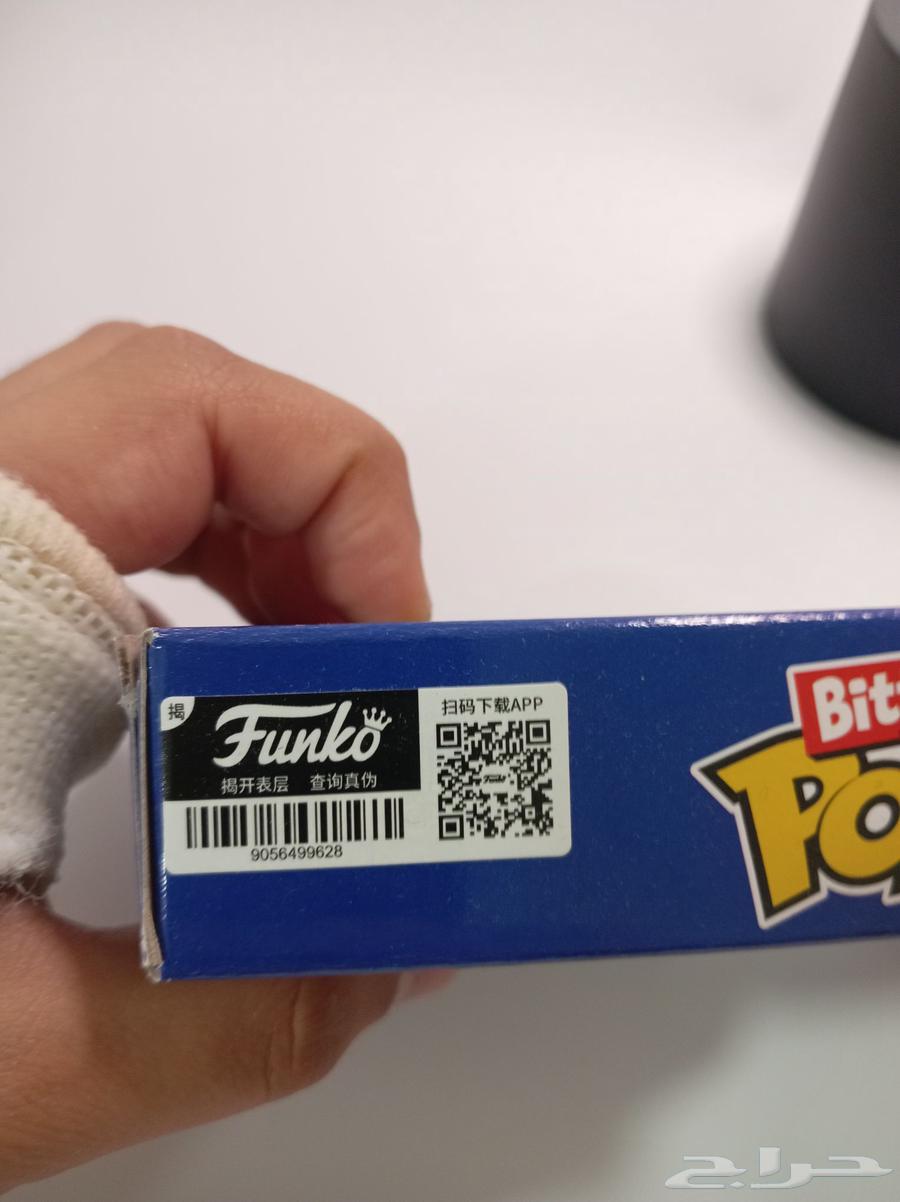 揭
Funko
揭开表层 查询真伪
9056499628
扫码下载APP
Funko
Bit
Po
حراج